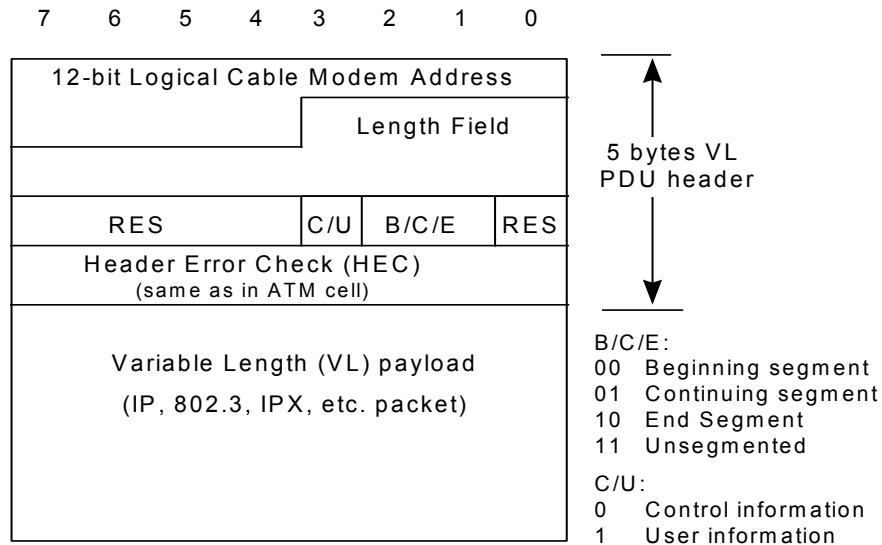 7 6 5 4 3 2 1 0
12-bit Logical Cable Modem Address
Length Field
5 bytes VL
PDU header
RES C/U B/C/E RES
Header Error Check (HEC)
(same as in ATM cell)
Variable Length (VL) payload
(IP, 802.3, IPX, etc. packet)
B/C/E:
00 Beginning segment
01 Continuing segment
10 End Segment
11 Unsegmented
C/U:
0 Control information
1 User information